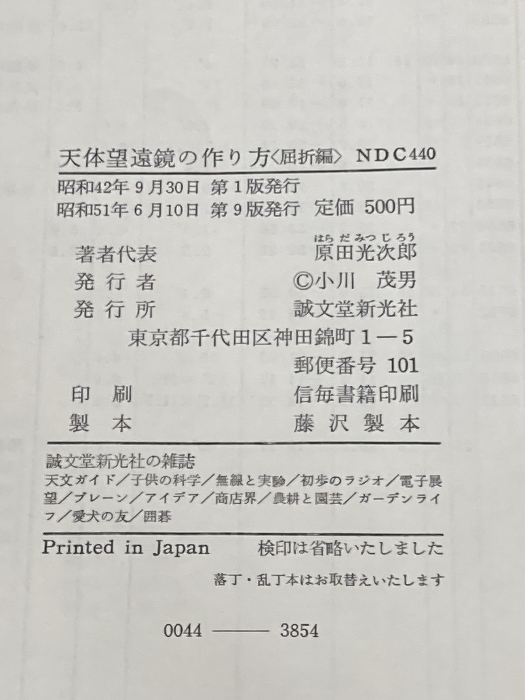 天体望遠鏡の作り方〈屈折編〉 NDC440
昭和42年9月30日 第1版発行
昭和51年6月10日 第9版発行 定価 500円
はらだみつじろう
著者代表 原田光次郎
発行者 ©小川 茂男
発行所 誠文堂新光社
東京都千代田区神田錦町1—5
郵便番号 101
印刷 信毎書籍印刷
製本 藤沢製本
誠文堂新光社の雑誌
天文ガイド/子供の科学/無線と実験/初歩のラジオ/電子展
望/ブレーン/アイデア/商店界/農耕と園芸/ガーデンライ
フ/愛犬の友/囲碁
Printed in Japan 検印は省略いたしました
落丁・乱丁本はお取替えいたします
0044 —— 3854